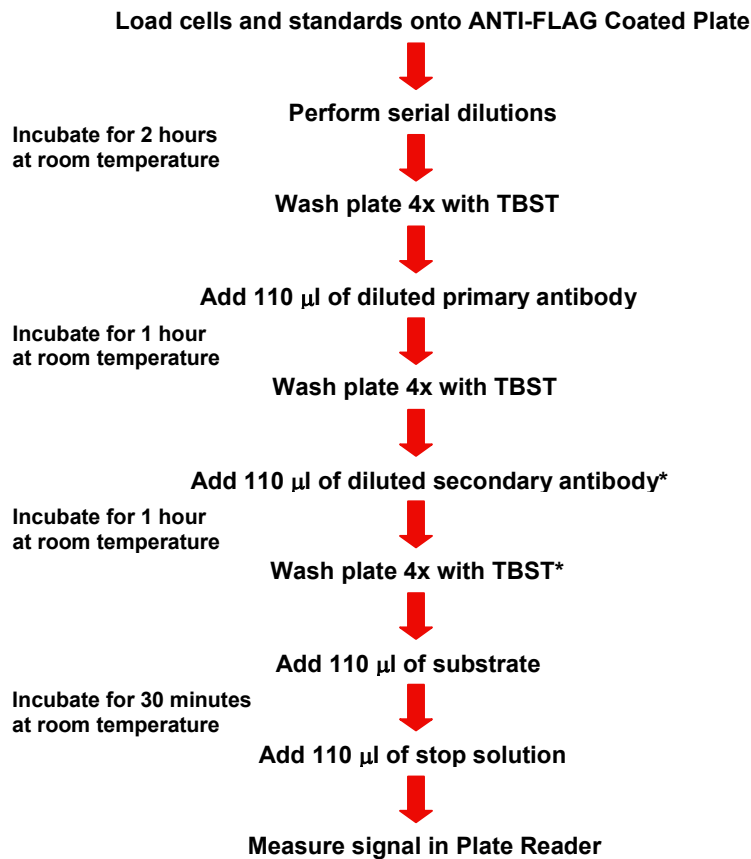 Load cells and standards onto ANTI-FLAG Coated Plate
Perform serial dilutions
Incubate for 2 hours
at room temperature
Wash plate 4x with TBST
Add 110 μl of diluted primary antibody
Incubate for 1 hour
at room temperature
Wash plate 4x with TBST
Add 110 μl of diluted secondary antibody*
Incubate for 1 hour
at room temperature
Wash plate 4x with TBST*
Add 110 μl of substrate
Incubate for 30 minutes
at room temperature
Add 110 μl of stop solution
Measure signal in Plate Reader